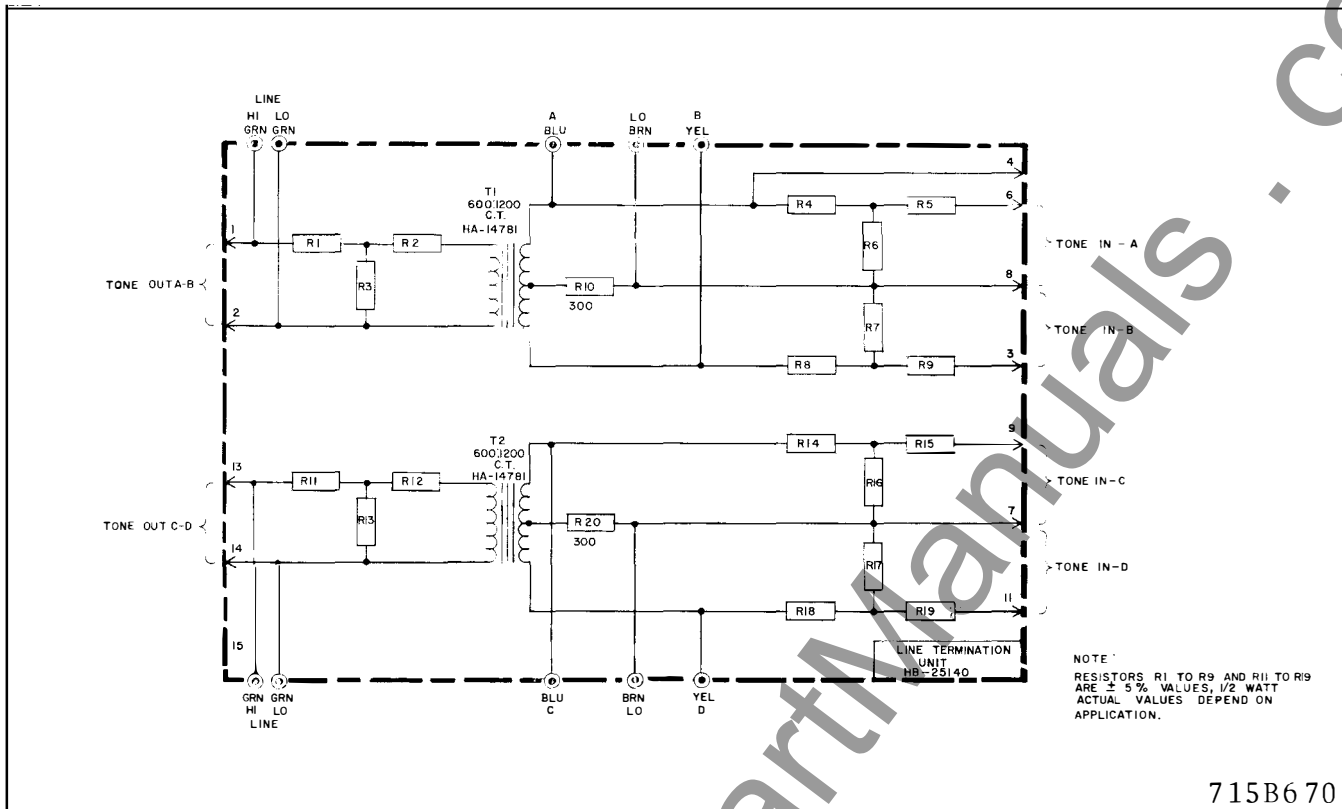 LINE
HI LO
GRN GRN
A
BLU
LO
BRN
B
YEL
4
T1
600:1200
C.T.
HA-14781
R4
R5
6
1
R1
R2
R6
TONE IN - A
TONE OUT A-B
R3
R10
300
8
2
R7
TONE IN-B
R8
R9
3
T2
600:1200
C.T.
HA-14781
R14
R15
9
13
R11
R12
R16
TONE IN-C
TONE OUT C-D
R13
R20
300
7
14
R17
TONE IN-D
R18
R19
11
15
LINE TERMINATION
UNIT
HB-25140
GRN GRN
HI LO
LINE
BLU
C
BRN
LO
YEL
D
NOTE
RESISTORS R1 TO R9 AND R11 TO R19
ARE ± 5% VALUES, 1/2 WATT
ACTUAL VALUES DEPEND ON
APPLICATION.
715B670
artManuals . co